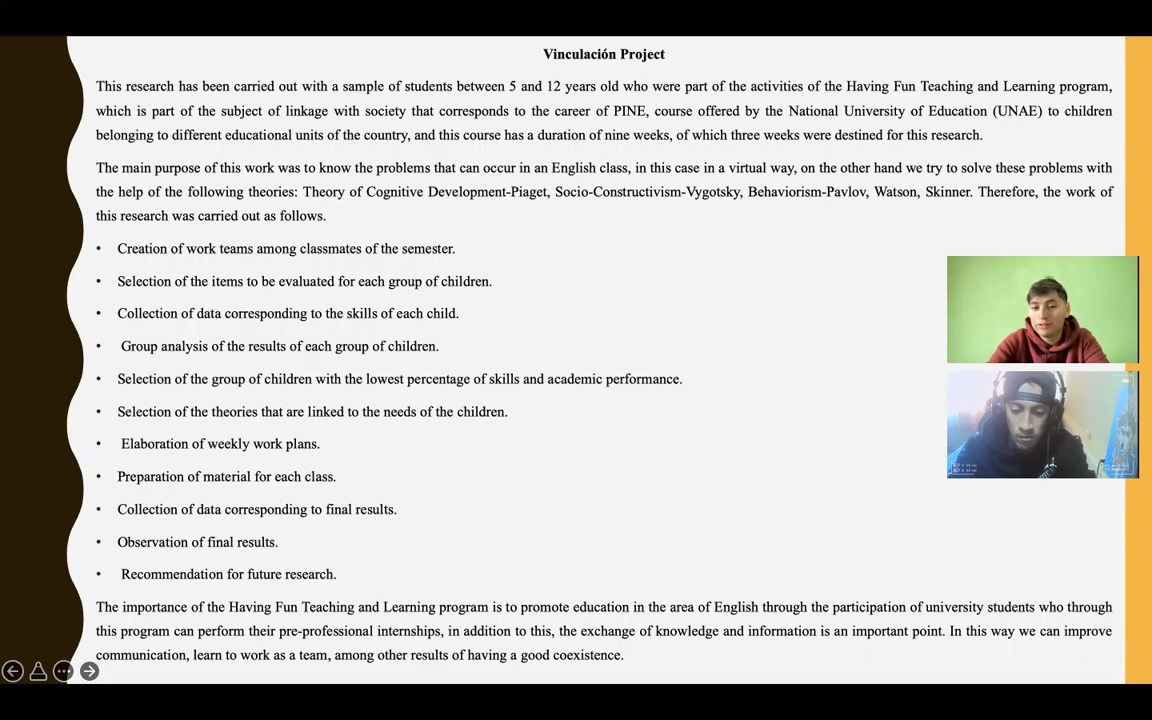 Vinculación Project
This research has been carried out with a sample of students between 5 and 12 years old who were part of the activities of the Having Fun Teaching and Learning program,
which is part of the subject of linkage with society that corresponds to the career of PINE, course offered by the National University of Education (UNAE) to children
belonging to different educational units of the country, and this course has a duration of nine weeks, of which three weeks were destined for this research.
The main purpose of this work was to know the problems that can occur in an English class, in this case in a virtual way, on the other hand we try to solve these problems with
the help of the following theories: Theory of Cognitive Development-Piaget, Socio-Constructivism-Vygotsky, Behaviorism-Pavlov, Watson, Skinner. Therefore, the work of
this research was carried out as follows.
• Creation of work teams among classmates of the semester.
• Selection of the items to be evaluated for each group of children.
• Collection of data corresponding to the skills of each child.
• Group analysis of the results of each group of children.
• Selection of the group of children with the lowest percentage of skills and academic performance.
• Selection of the theories that are linked to the needs of the children.
• Elaboration of weekly work plans.
• Preparation of material for each class.
• Collection of data corresponding to final results.
• Observation of final results.
• Recommendation for future research.
The importance of the Having Fun Teaching and Learning program is to promote education in the area of English through the participation of university students who through
this program can perform their pre-professional internships, in addition to this, the exchange of knowledge and information is an important point. In this way we can improve
communication, learn to work as a team, among other results of having a good coexistence.